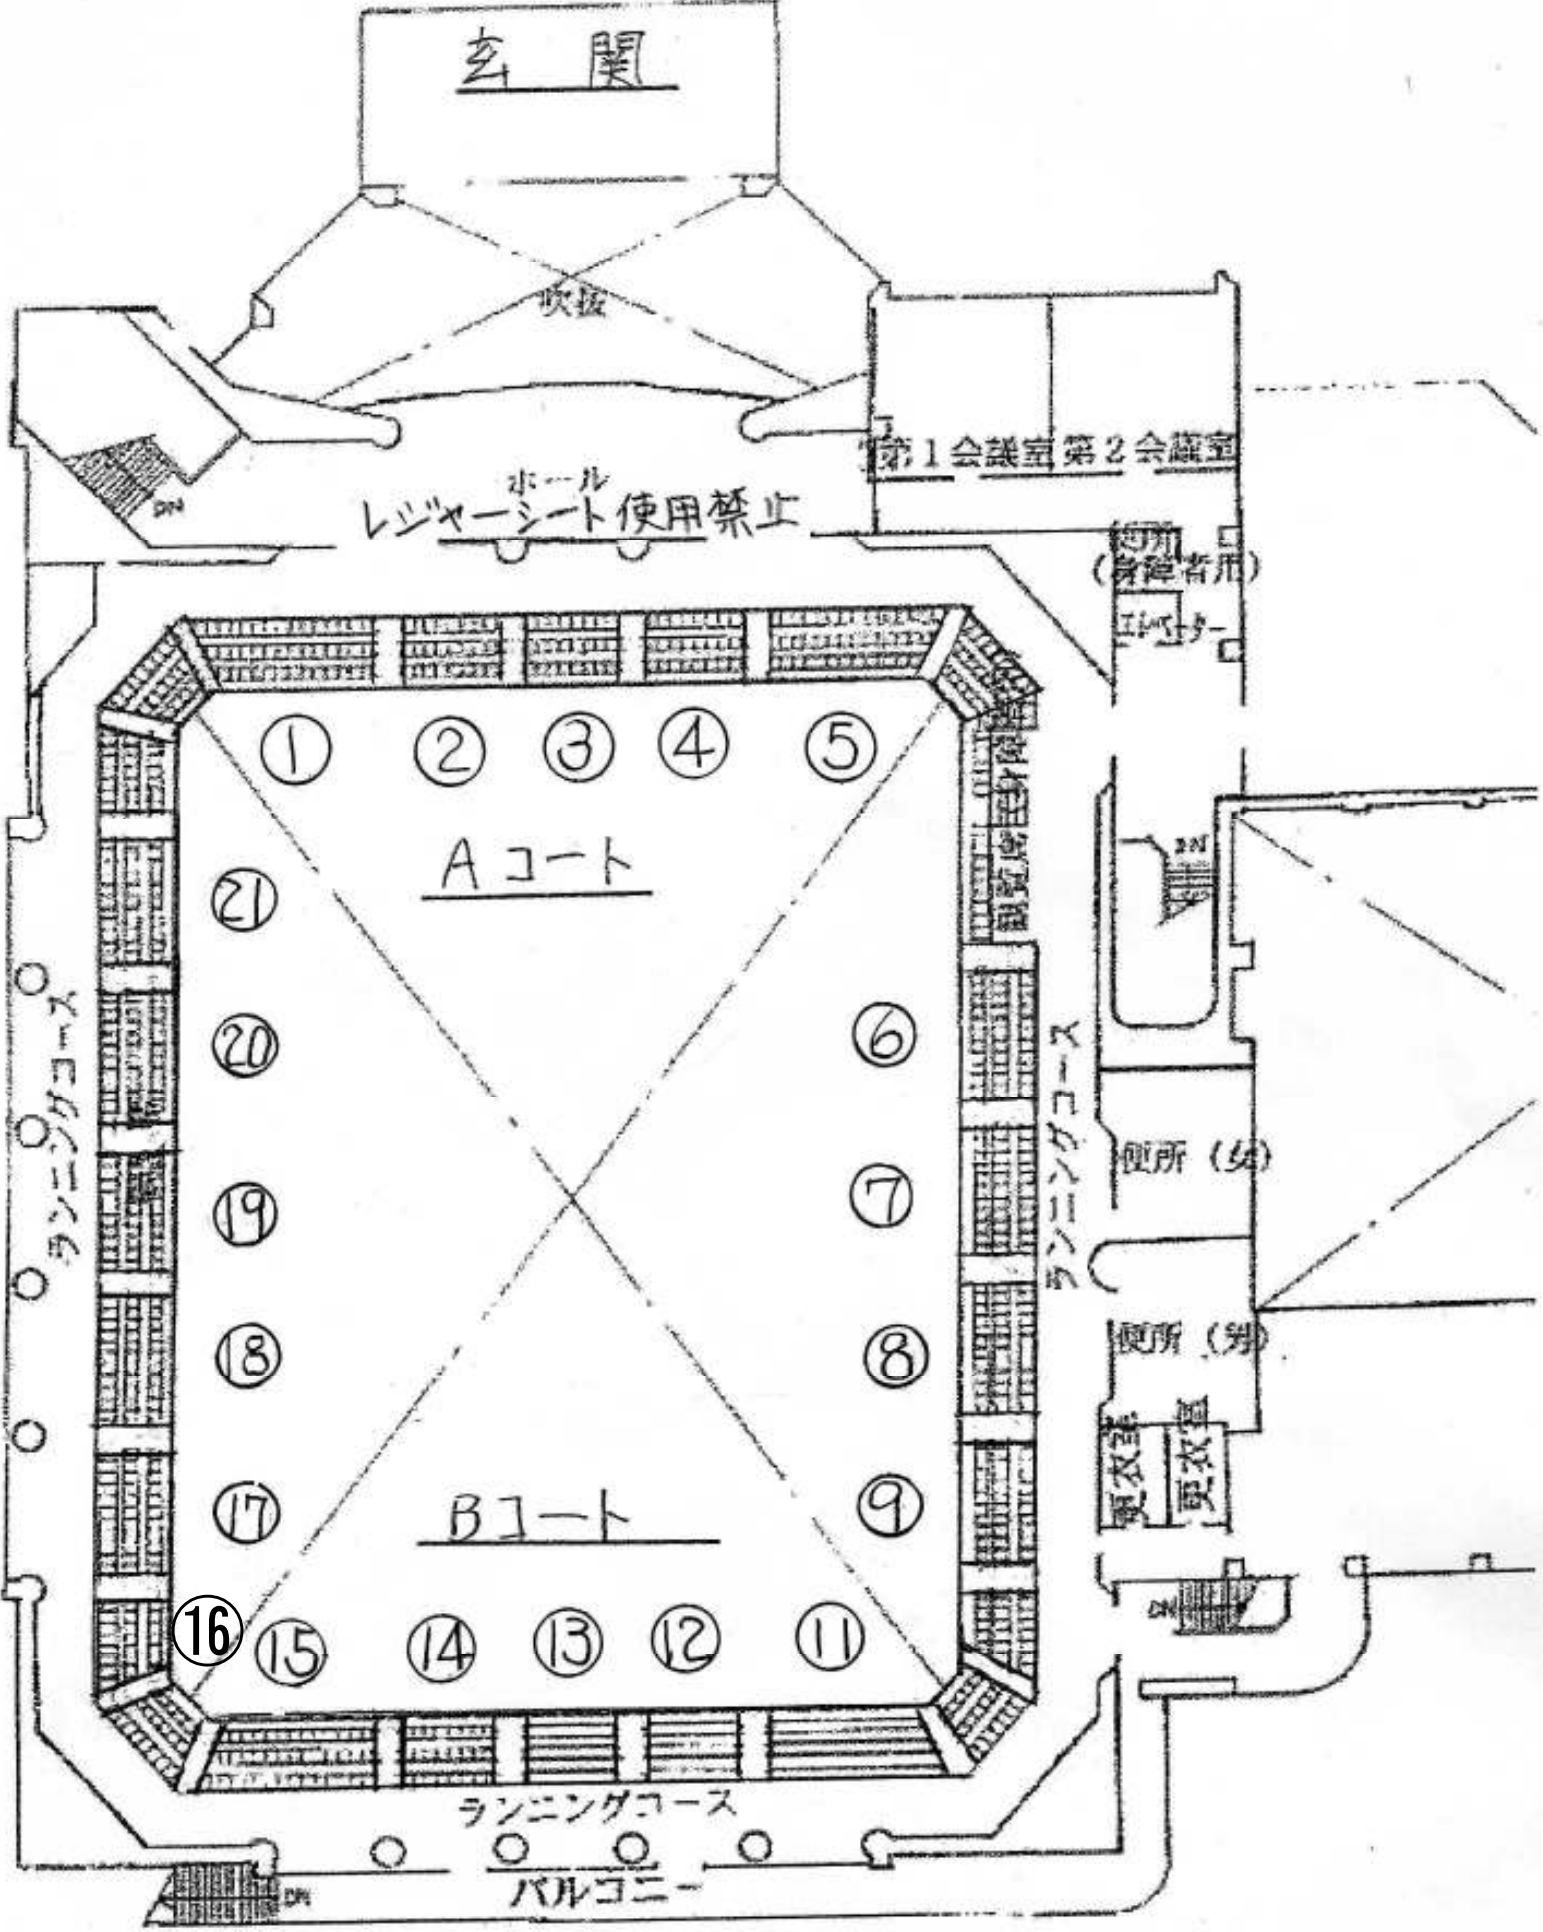 玄 関
吹抜
第1会議室 第2会議室
ホール
レジャーシート使用禁止
DN
便所
(身障者用)
エレベーター
① ② ③ ④ ⑤
Aコート
DN
㉑
⑳
⑥
ランニングコース
ランニングコース
便所 (女)
⑲
⑦
⑱
⑧
便所 (男)
更衣室
更衣室
⑰
⑨
Bコート
⑯ ⑮ ⑭ ⑬ ⑫ ⑪
ランニングコース
バルコニー
DN